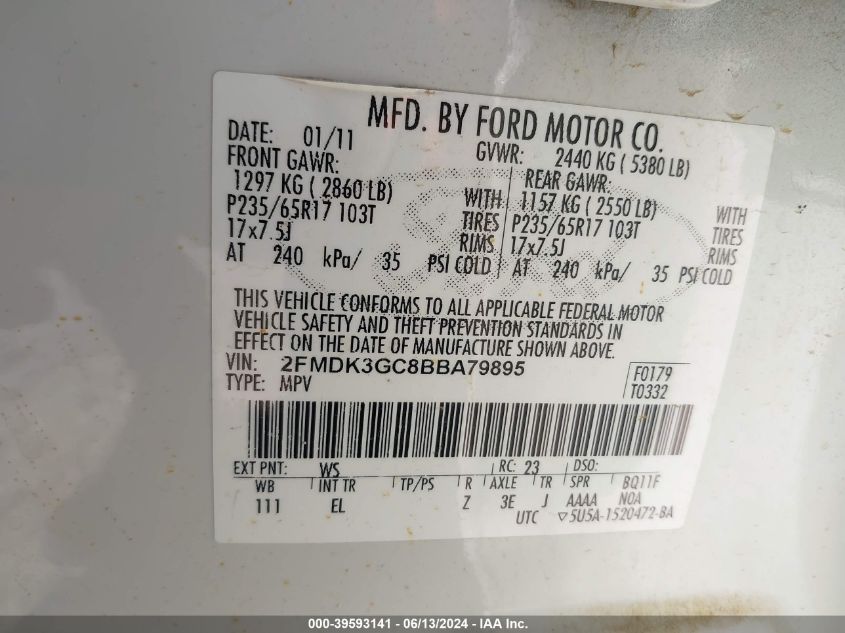 MFD. BY FORD MOTOR CO.
DATE: 01/11 GVWR: 2440 KG ( 5380 LB)
FRONT GAWR: REAR GAWR:
1297 KG ( 2860 LB) WITH 1157 KG ( 2550 LB) WITH
P235/65R17 103T TIRES P235/65R17 103T TIRES
17x7.5J RIMS 17x7.5J RIMS
AT 240 kPa/ 35 PSI COLD AT 240 kPa/ 35 PSI COLD
THIS VEHICLE CONFORMS TO ALL APPLICABLE FEDERAL MOTOR
VEHICLE SAFETY AND THEFT PREVENTION STANDARDS IN
EFFECT ON THE DATE OF MANUFACTURE SHOWN ABOVE.
VIN: 2FMDK3GC8BBA79895 F0179
TYPE: MPV T0332
EXT PNT: WS RC: 23 DSO:
WB INT TR TP/PS R AXLE TR SPR BQ11F
111 EL Z 3E J AAAA NOA
UTC ▽5U5A-1520472-BA
000-39593141 / 06/13/2024 - IAA Inc.